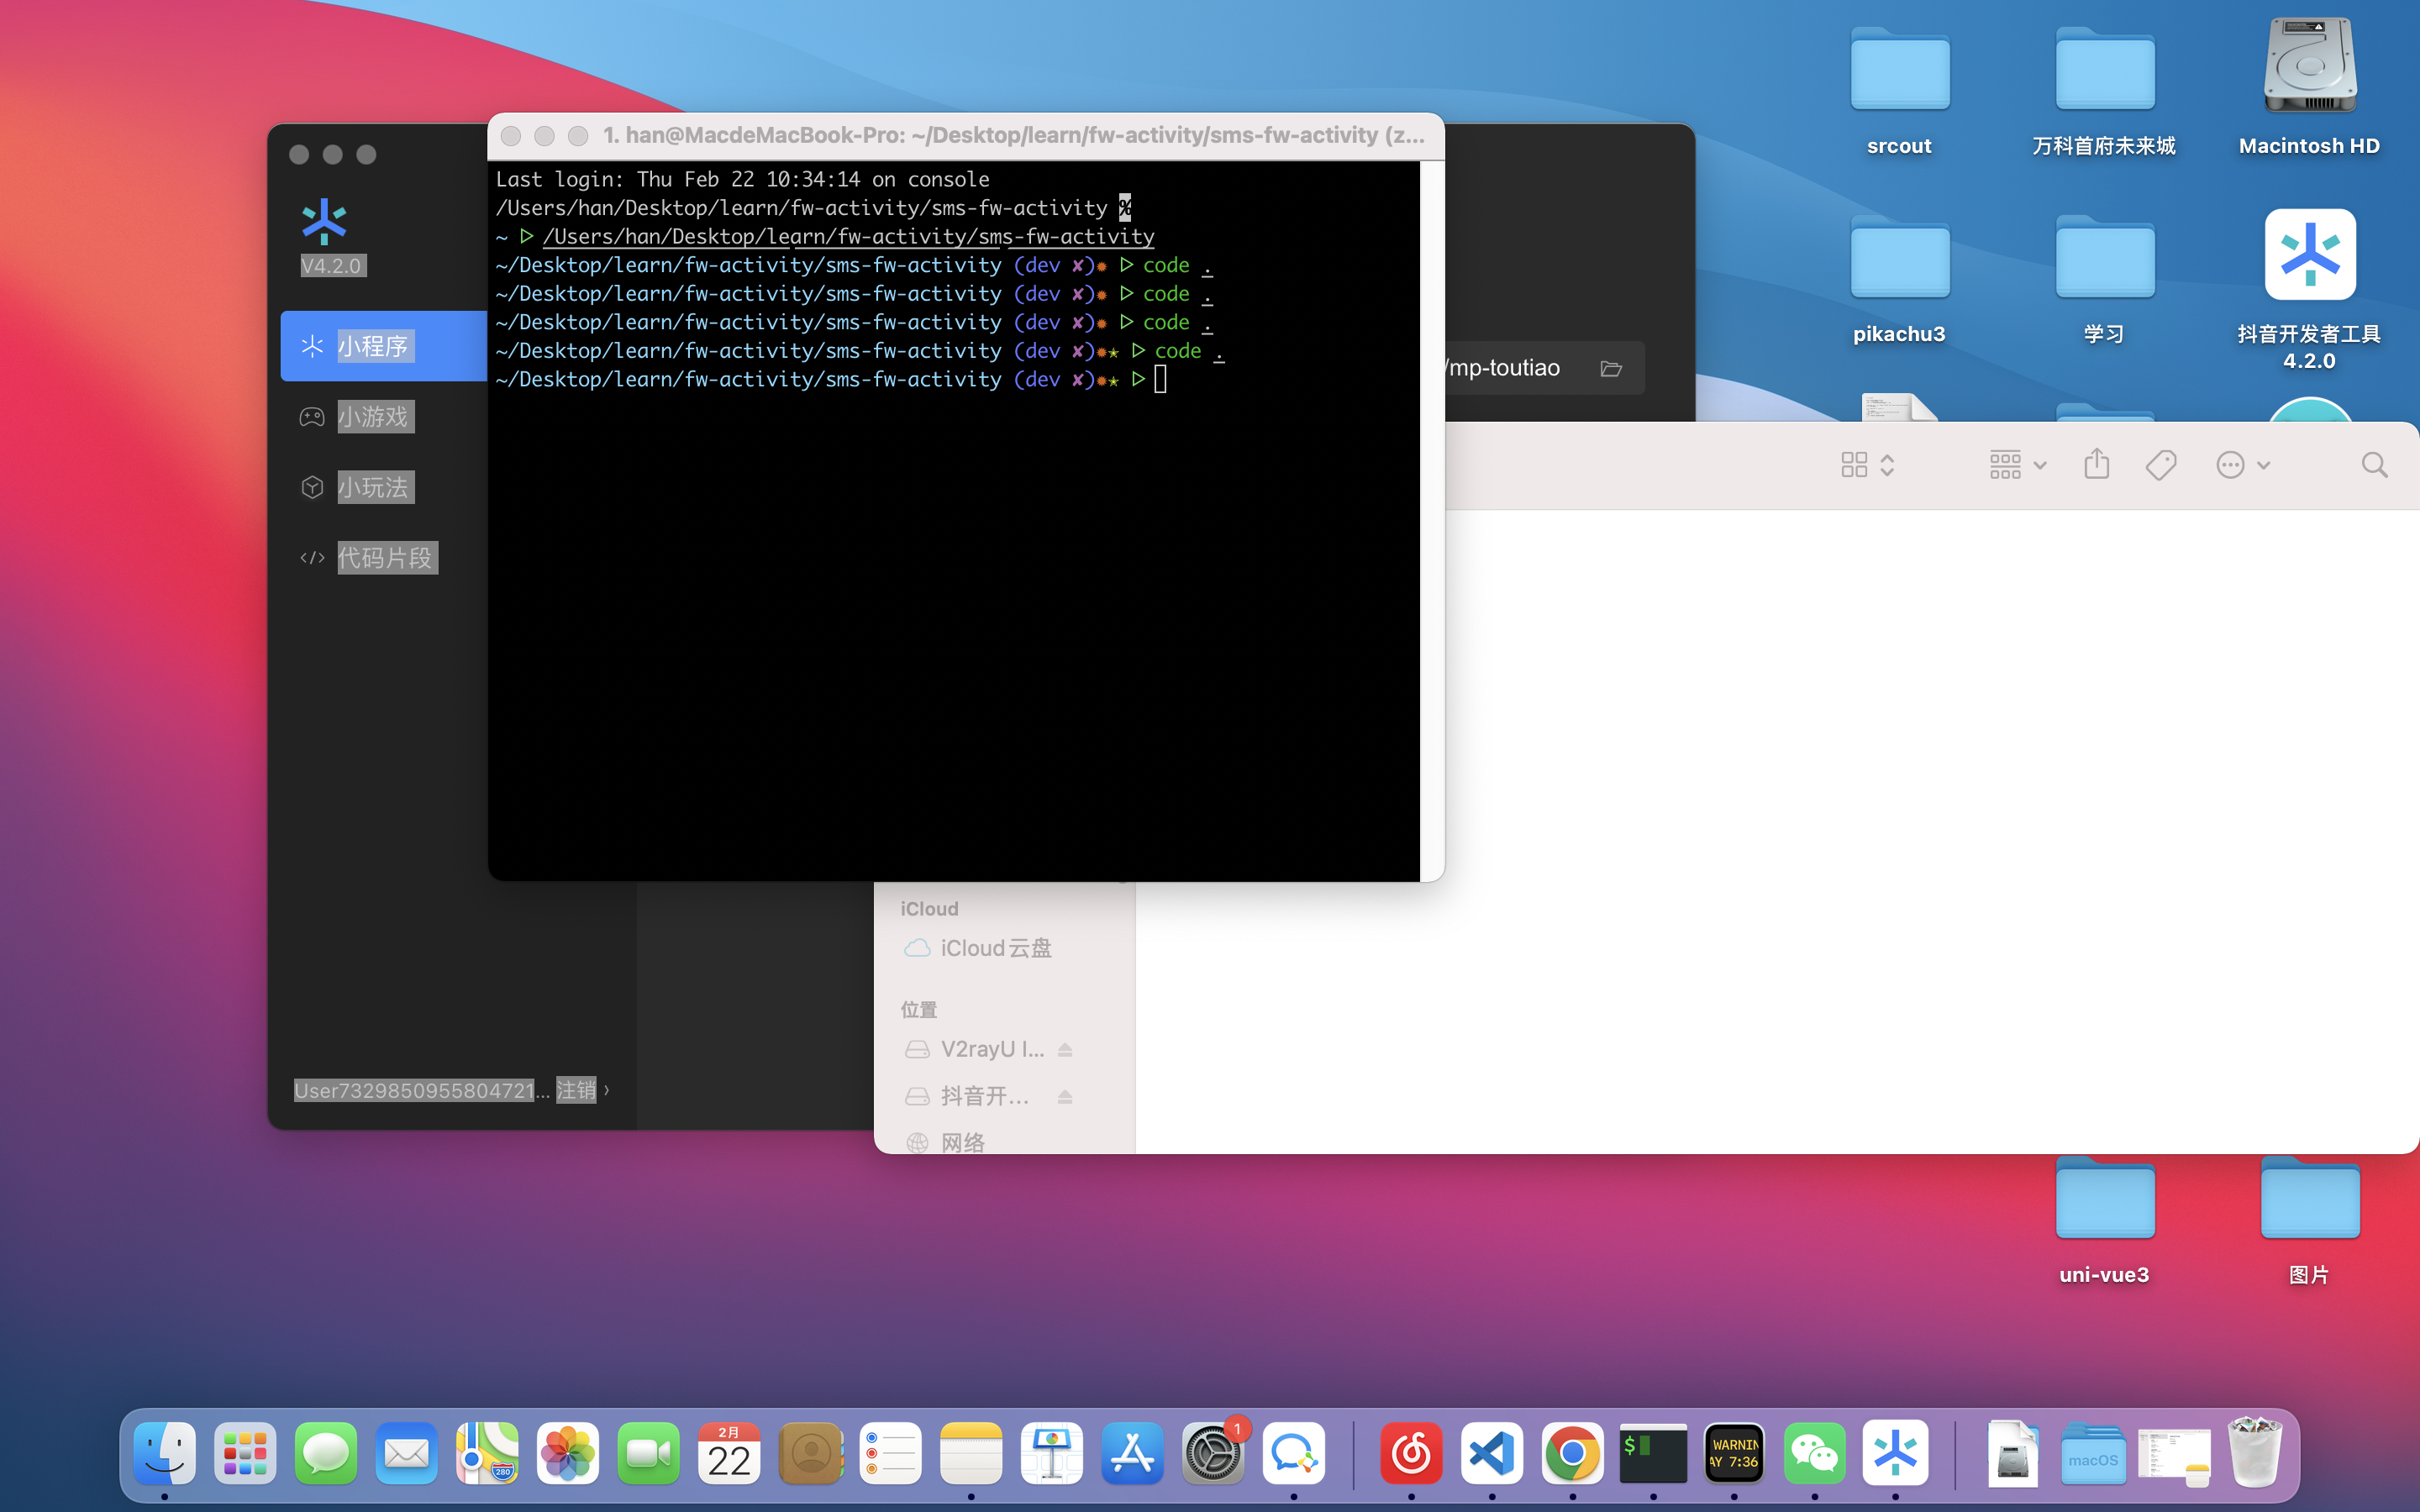 1. han@MacdeMacBook-Pro: ~/Desktop/learn/fw-activity/sms-fw-activity (z...
Last login: Thu Feb 22 10:34:14 on console
/Users/han/Desktop/learn/fw-activity/sms-fw-activity %
~ ▷ /Users/han/Desktop/learn/fw-activity/sms-fw-activity
~/Desktop/learn/fw-activity/sms-fw-activity (dev ✘)✹ ▷ code .
~/Desktop/learn/fw-activity/sms-fw-activity (dev ✘)✹ ▷ code .
~/Desktop/learn/fw-activity/sms-fw-activity (dev ✘)✹ ▷ code .
~/Desktop/learn/fw-activity/sms-fw-activity (dev ✘)✹✭ ▷ code .
~/Desktop/learn/fw-activity/sms-fw-activity (dev ✘)✹✭ ▷
V4.2.0
小程序
小游戏
小玩法
代码片段
User7329850955804721... 注销 ›
/mp-toutiao
iCloud
iCloud云盘
位置
V2rayU I...
抖音开...
网络
srcout
万科首府未来城
Macintosh HD
pikachu3
学习
抖音开发者工具
4.2.0
uni-vue3
图片
280
2月
22
1
$
WARNIN
AY 7:36
macOS